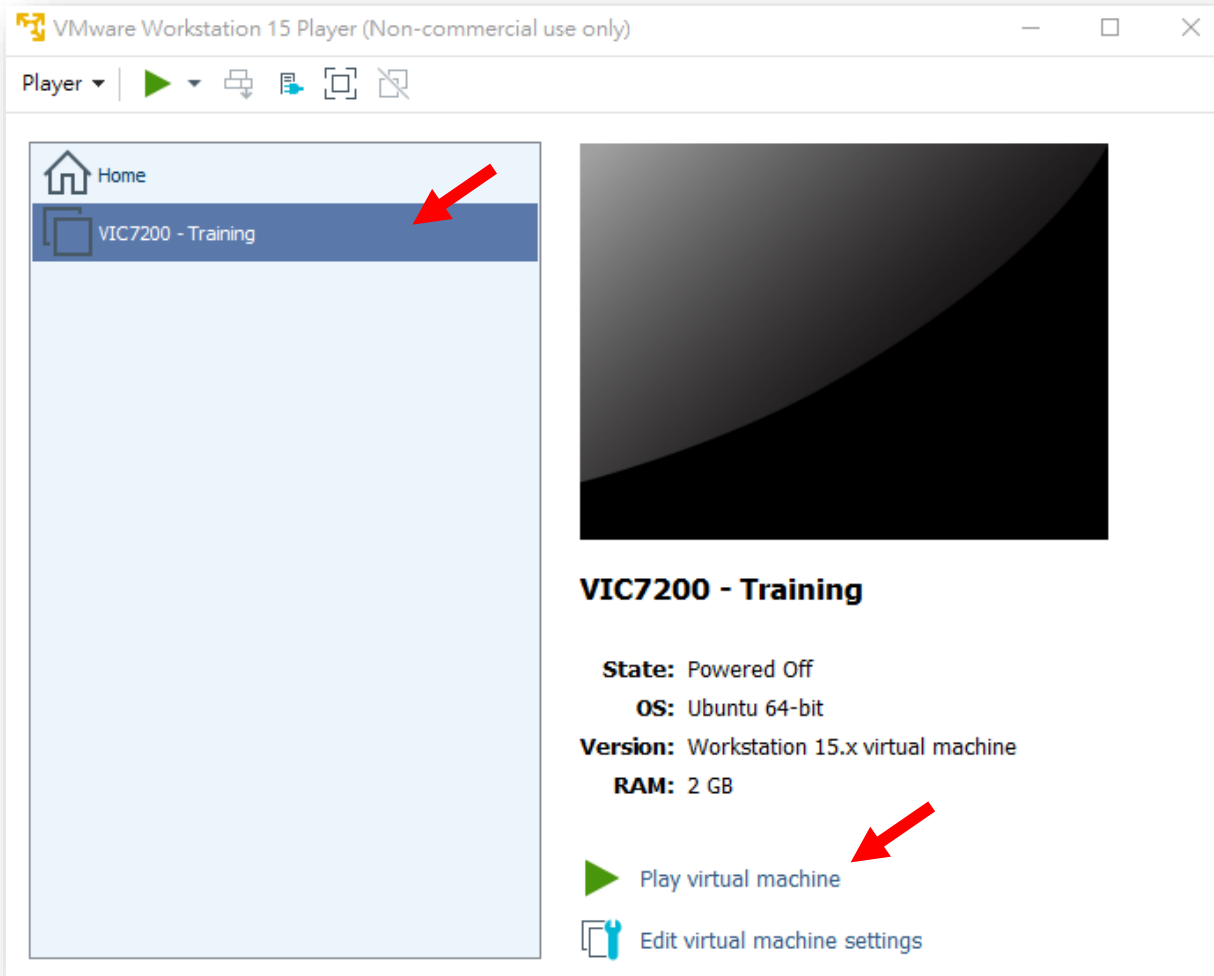 VMware Workstation 15 Player (Non-commercial use only)
Player
Home
VIC7200 - Training
VIC7200 - Training
State: Powered Off
OS: Ubuntu 64-bit
Version: Workstation 15.x virtual machine
RAM: 2 GB
Play virtual machine
Edit virtual machine settings